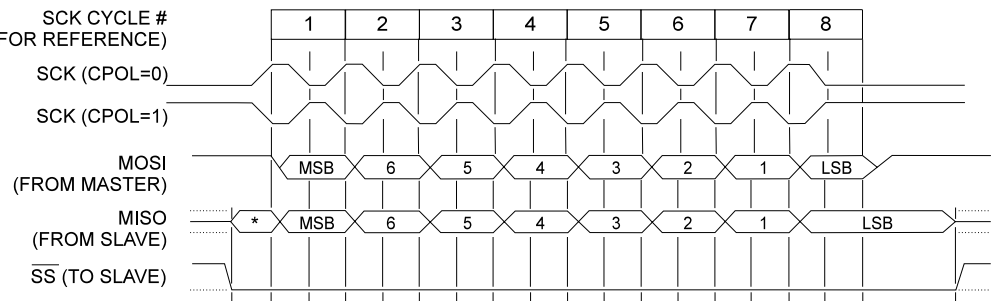 SCK CYCLE # 1 2 3 4 5 6 7 8
FOR REFERENCE)
SCK (CPOL=0)
SCK (CPOL=1)
MOSI
(FROM MASTER)
MSB 6 5 4 3 2 1 LSB
MISO
(FROM SLAVE)
* MSB 6 5 4 3 2 1 LSB
SS (TO SLAVE)